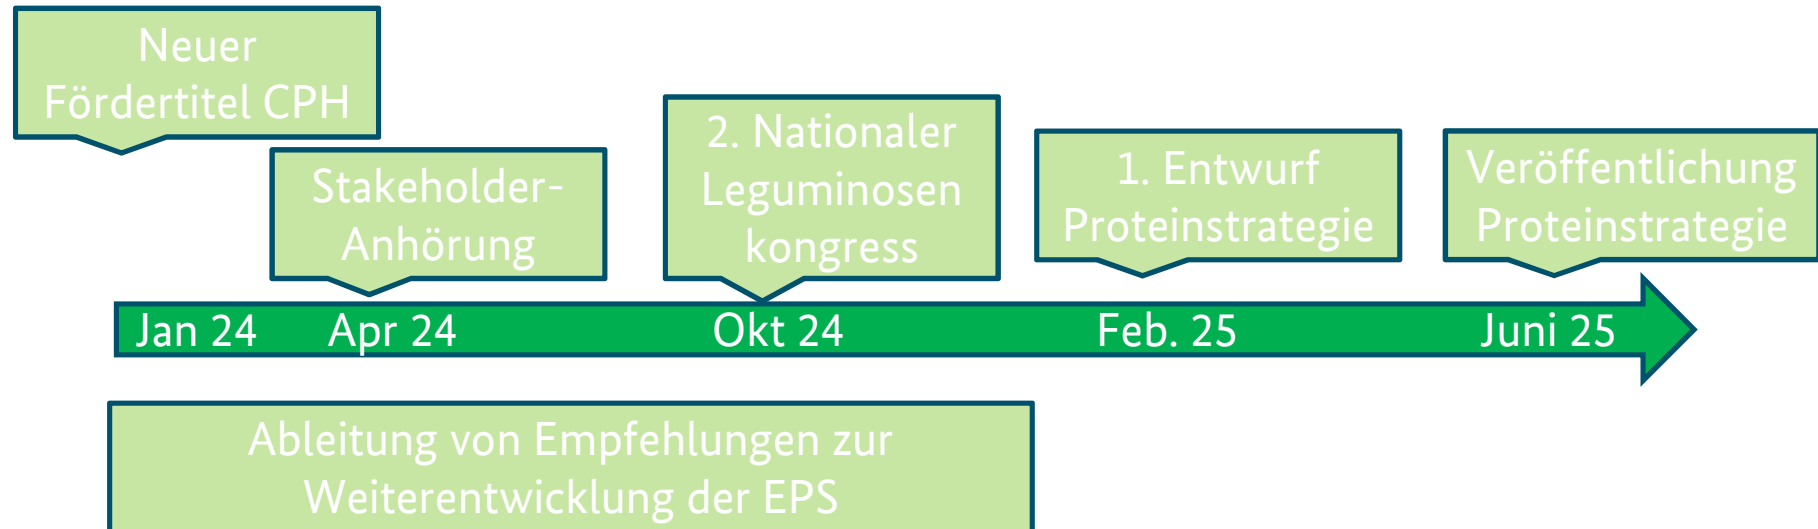 Neuer
Fördertitel CPH
Stakeholder-
Anhörung
2. Nationaler
Leguminosen
kongress
1. Entwurf
Proteinstrategie
Veröffentlichung
Proteinstrategie
Jan 24
Apr 24
Okt 24
Feb. 25
Juni 25
Ableitung von Empfehlungen zur
Weiterentwicklung der EPS